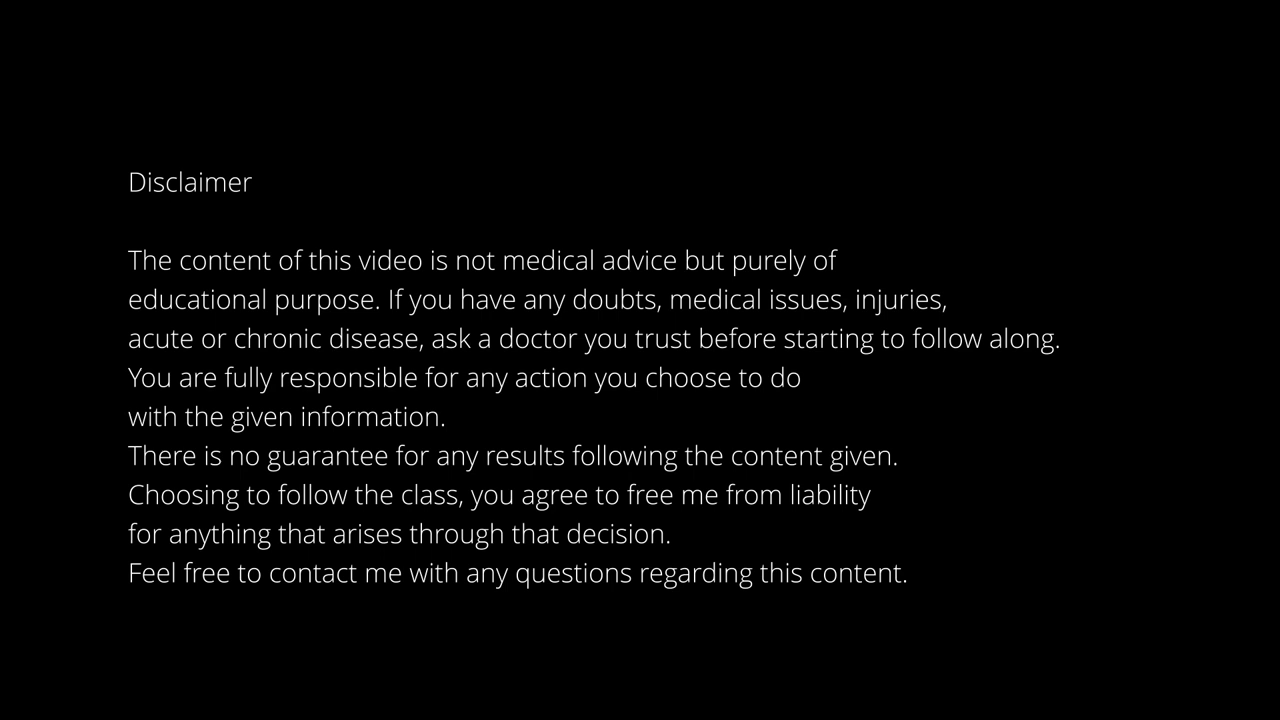 Disclaimer
The content of this video is not medical advice but purely of
educational purpose. If you have any doubts, medical issues, injuries,
acute or chronic disease, ask a doctor you trust before starting to follow along.
You are fully responsible for any action you choose to do
with the given information.
There is no guarantee for any results following the content given.
Choosing to follow the class, you agree to free me from liability
for anything that arises through that decision.
Feel free to contact me with any questions regarding this content.